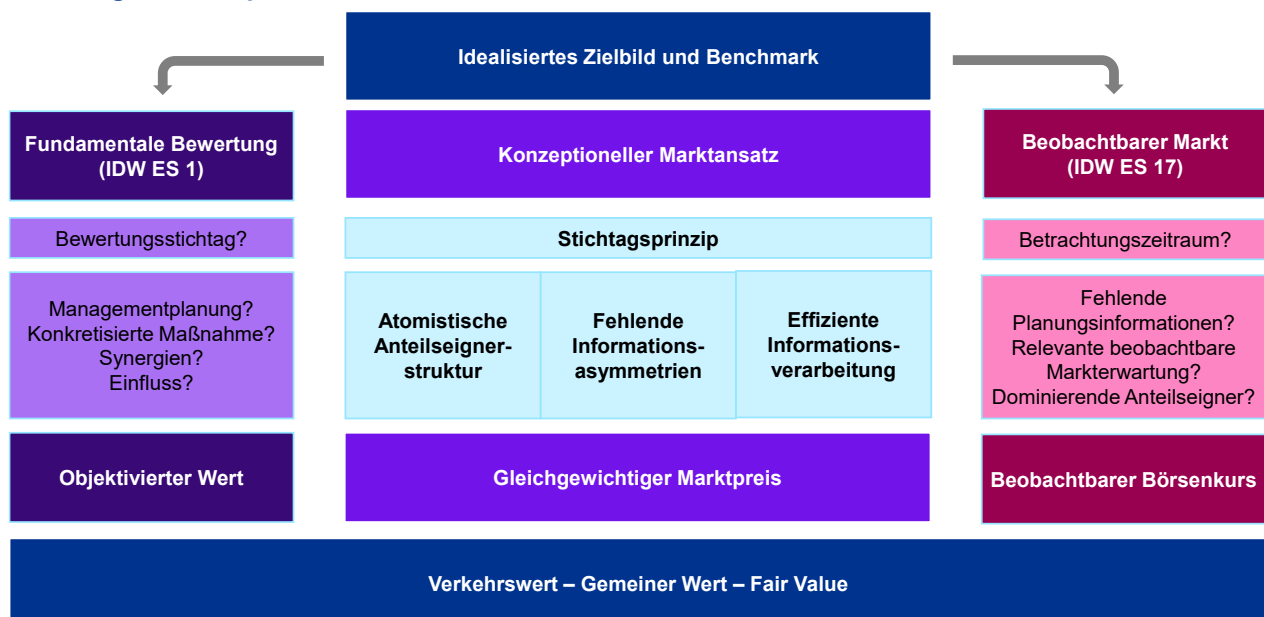 Idealisiertes Zielbild und Benchmark
Fundamentale Bewertung
(IDW ES 1)
Konzeptioneller Marktansatz
Beobachtbarer Markt
(IDW ES 17)
Bewertungsstichtag?
Stichtagsprinzip
Betrachtungszeitraum?
Managementplanung?
Konkretisierte Maßnahme?
Synergien?
Einfluss?
Atomistische
Anteilseigner-
struktur
Fehlende
Informations-
asymmetrien
Effiziente
Informations-
verarbeitung
Fehlende
Planungsinformationen?
Relevante beobachtbare
Markterwartung?
Dominierende Anteilseigner?
Objektivierter Wert
Gleichgewichtiger Marktpreis
Beobachtbarer Börsenkurs
Verkehrswert – Gemeiner Wert – Fair Value